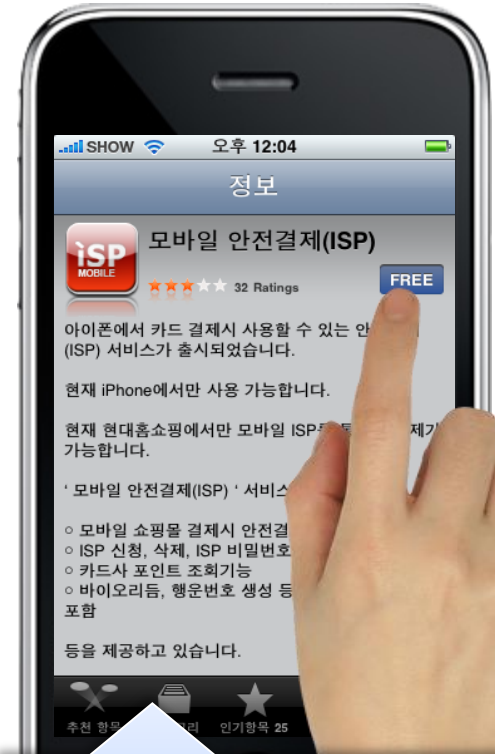 SHOW 오후 12:04
정보
iSP
MOBILE
모바일 안전결제(ISP)
32 Ratings
FREE
아이폰에서 카드 결제시 사용할 수 있는
(ISP) 서비스가 출시되었습니다.
현재 iPhone에서만 사용 가능합니다.
현재 현대홈쇼핑에서만 모바일 ISP
가능합니다.
‘ 모바일 안전결제(ISP) ‘ 서비스
○ 모바일 쇼핑몰 결제시
○ ISP 신청, 삭제, ISP 비밀번호
○ 카드사 포인트 조회기능
○ 바이오리듬, 행운번호 생성
포함
등을 제공하고 있습니다.
추천 인기항목 25